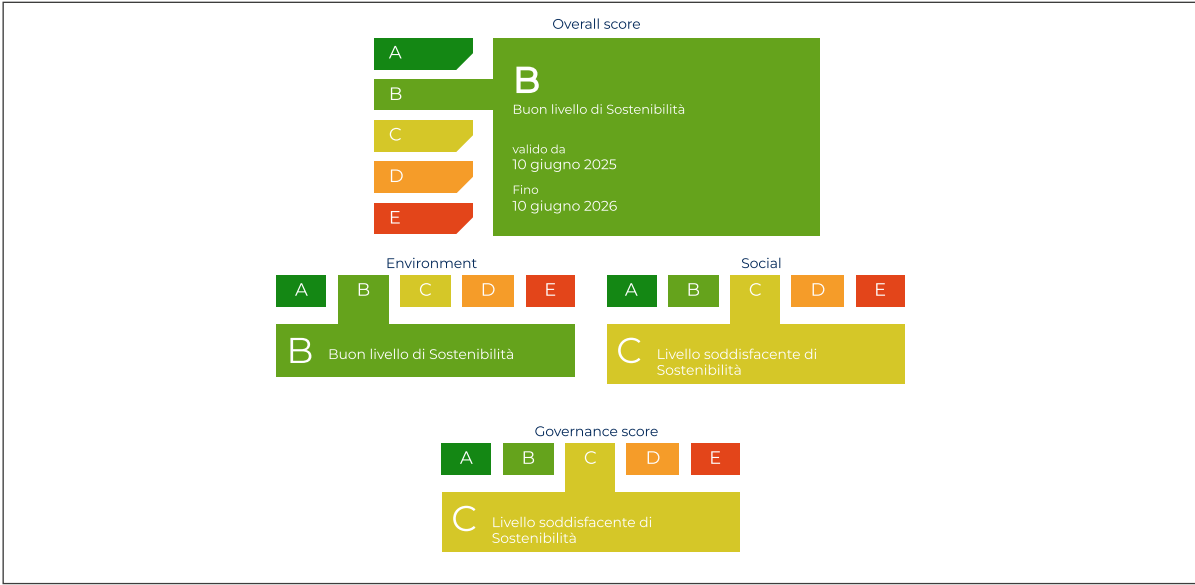 Overall score
A
B
C
D
E
B
Buon livello di Sostenibilità
valido da
10 giugno 2025
Fino
10 giugno 2026
Environment
A B C D E
B Buon livello di Sostenibilità
Social
A B C D E
C Livello soddisfacente di
Sostenibilità
Governance score
A B C D E
C Livello soddisfacente di
Sostenibilità